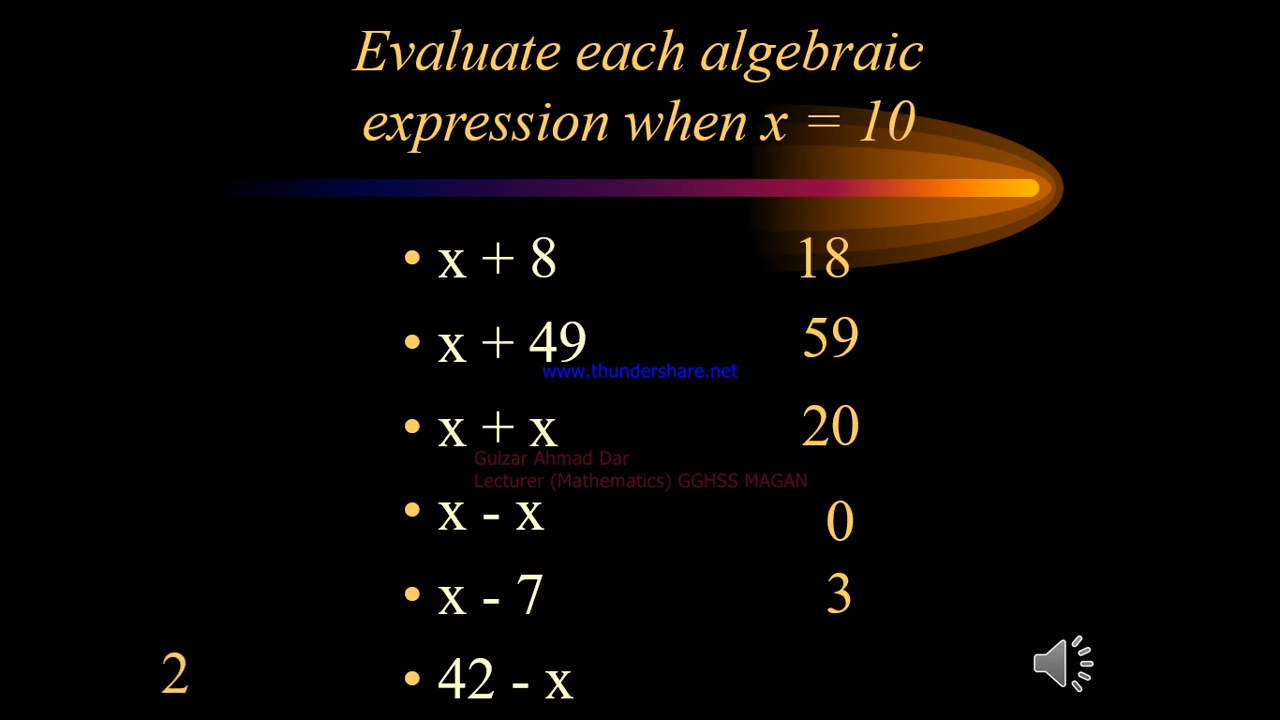 Evaluate each algebraic
expression when x = 10
• x + 8 18
• x + 49 59
www.thundershare.net
• x + x 20
Gulzar Ahmad Dar
Lecturer (Mathematics) GGHSS MAGAN
• x - x 0
• x - 7 3
2 • 42 - x